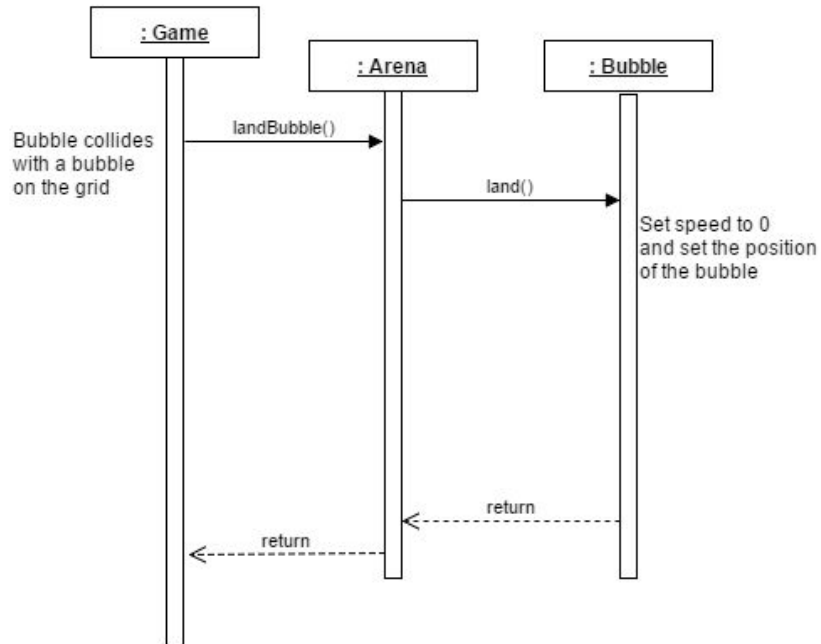 : Game
: Arena
: Bubble
landBubble()
Bubble collides
with a bubble
on the grid
land()
Set speed to 0
and set the position
of the bubble
return
return